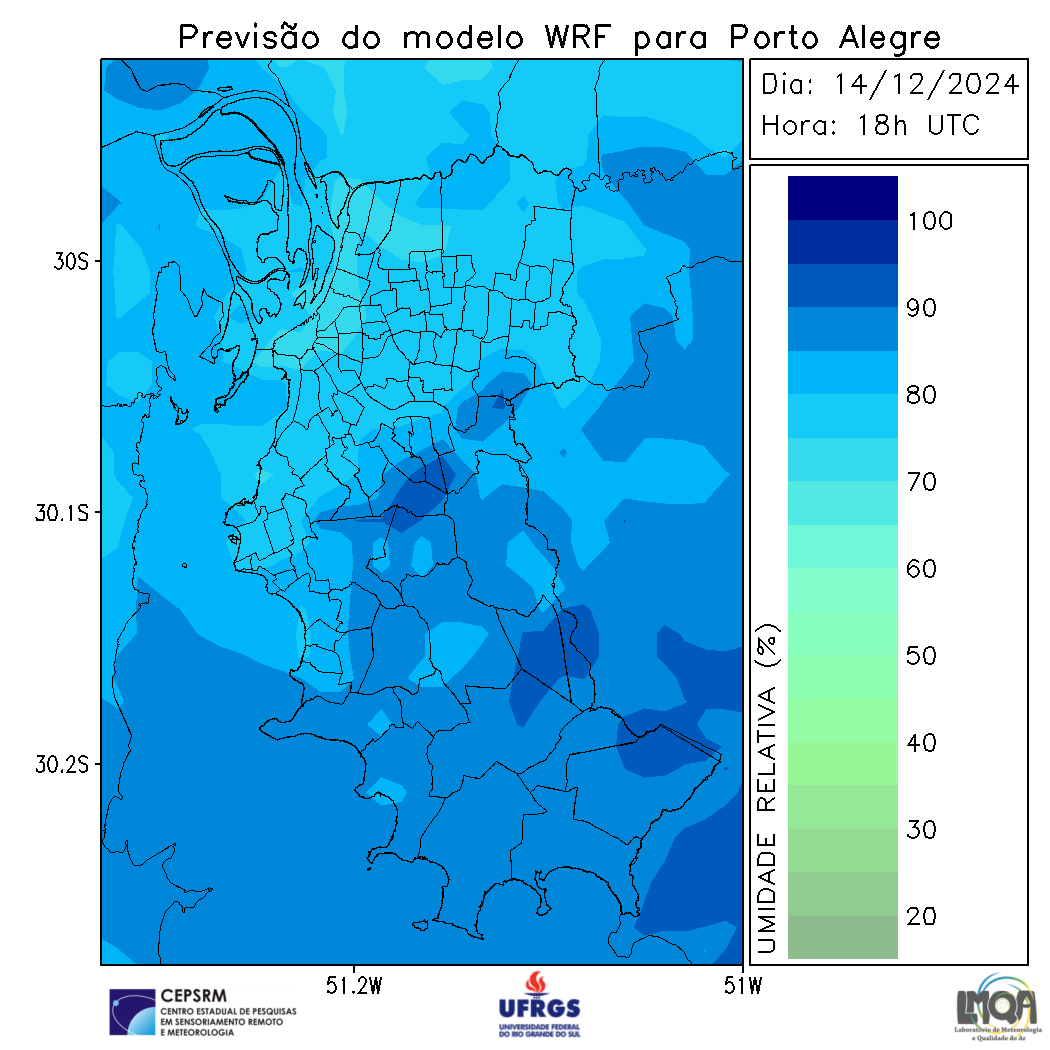 Previsão do modelo WRF para Porto Alegre
Dia: 14/12/2024
Hora: 18h UTC
30S
30.1S
30.2S
51.2W
51W
100
90
80
70
60
50
40
30
20
UMIDADE RELATIVA (%)
CEPSRM
CENTRO ESTADUAL DE PESQUISAS
EM SENSORIAMENTO REMOTO
E METEOROLOGIA
UFRGS
UNIVERSIDADE FEDERAL
DO RIO GRANDE DO SUL
LMQA
Laboratório de Meteorologia
e Qualidade do Ar